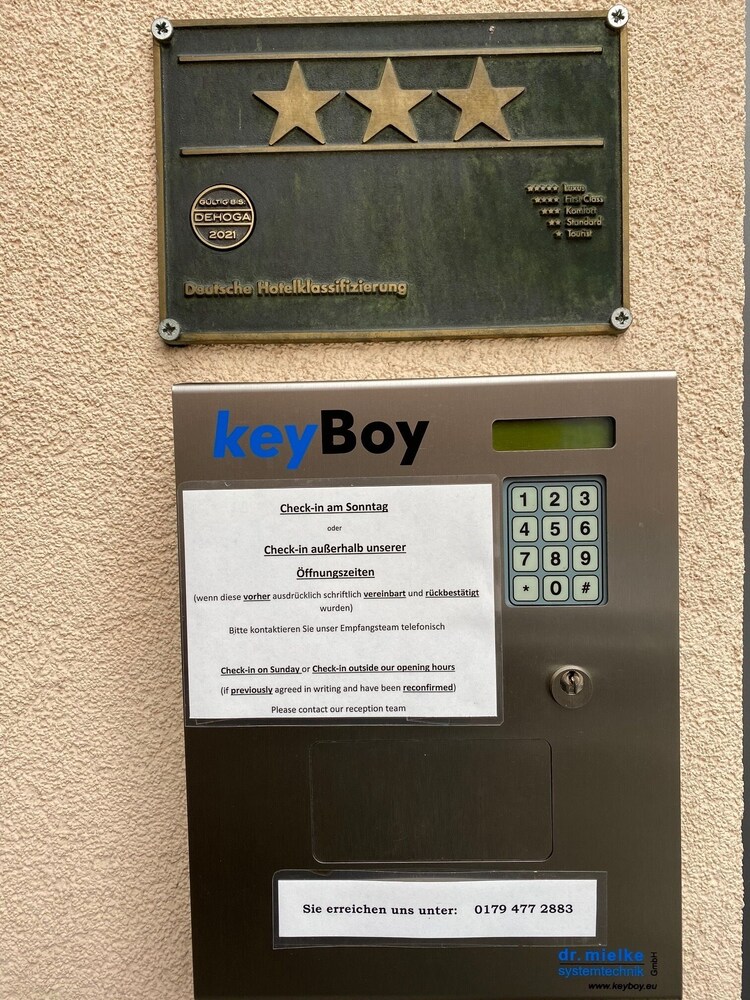 GÜLTIG BIS:
DEHOGA
2021
Luxus
First Class
Komfort
Standard
Tourist
Deutsche Hotelklassifizierung
keyBoy
1 2 3
4 5 6
7 8 9
* 0 #
Check-in am Sonntag
oder
Check-in außerhalb unserer
Öffnungszeiten
(wenn diese vorher ausdrücklich schriftlich vereinbart und rückbestätigt
wurden)
Bitte kontaktieren Sie unser Empfangsteam telefonisch
Check-in on Sunday or Check-in outside our opening hours
(if previously agreed in writing and have been reconfirmed)
Please contact our reception team
Sie erreichen uns unter: 0179 477 2883
dr. mielke
systemtechnik GmbH
www.keyboy.eu